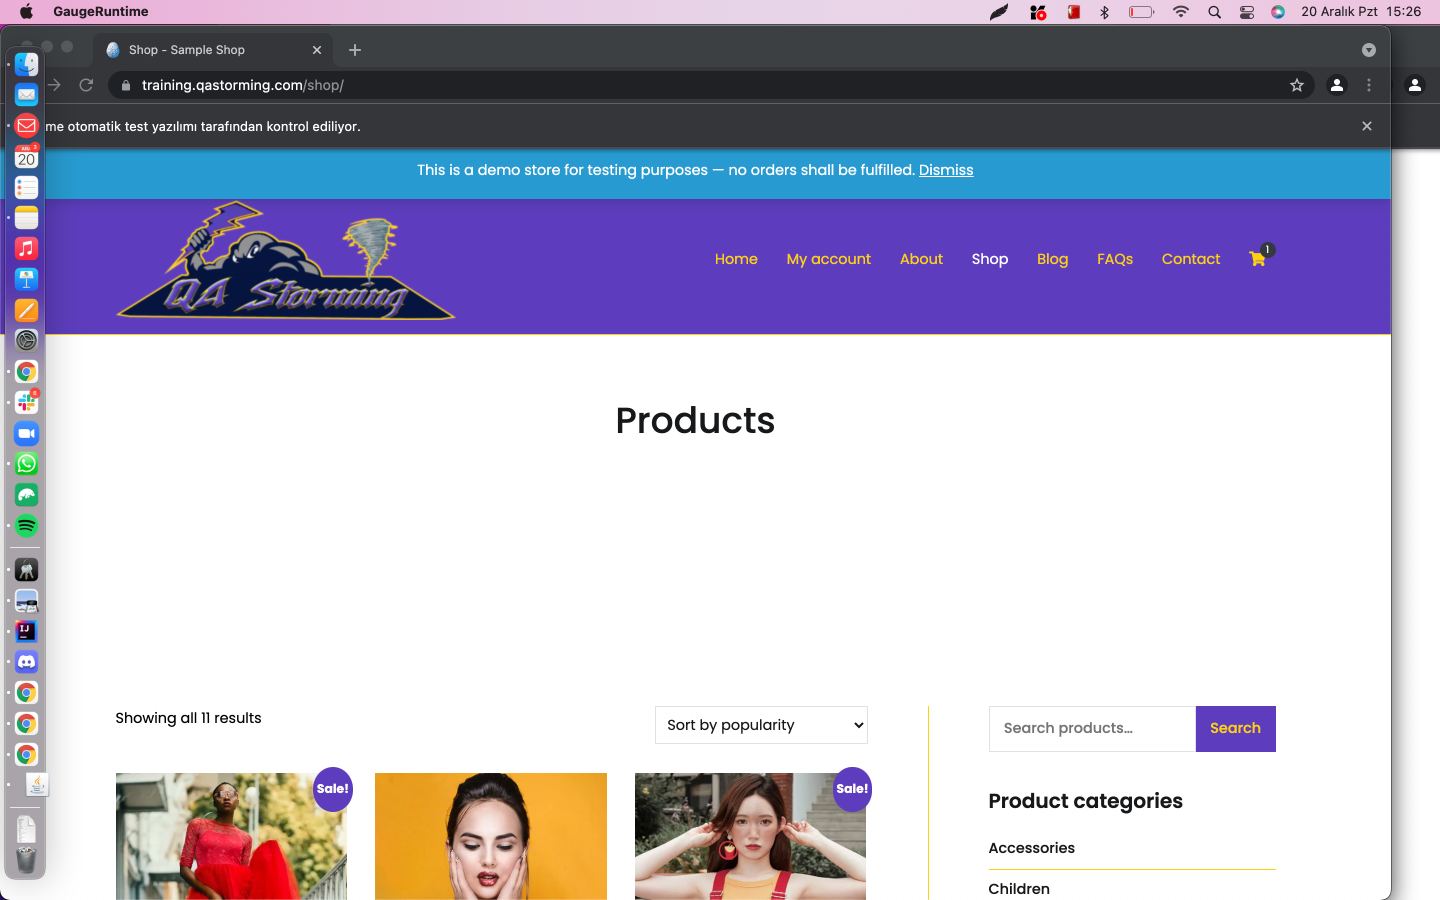 GaugeRuntime
20 Aralık Pzt 15:26
Shop - Sample Shop
training.qastorming.com/shop/
me otomatik test yazılımı tarafından kontrol ediliyor.
This is a demo store for testing purposes — no orders shall be fulfilled. Dismiss
QA Storming
Home My account About Shop Blog FAQs Contact 1
Products
Showing all 11 results
Sort by popularity
Search products...
Search
Sale!
Sale!
Product categories
Accessories
Children
20
IJ